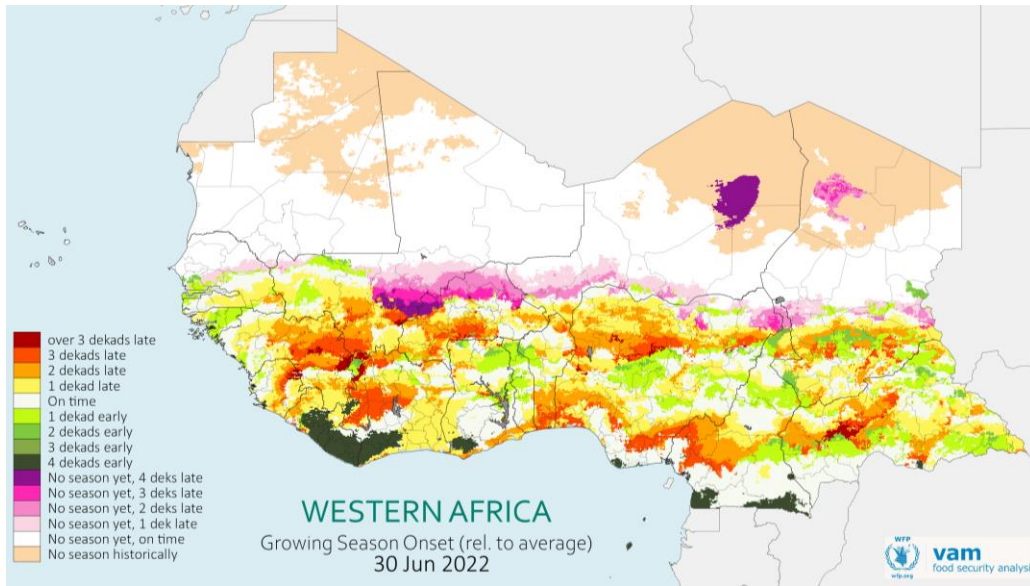 over 3 dekads late
3 dekads late
2 dekads late
1 dekad late
On time
1 dekad early
2 dekads early
3 dekads early
4 dekads early
No season yet, 4 deks late
No season yet, 3 deks late
No season yet, 2 deks late
No season yet, 1 dek late
No season yet, on time
No season historically
WESTERN AFRICA
Growing Season Onset (rel. to average)
30 Jun 2022
WFP
wfp.org
vam
food security analysis